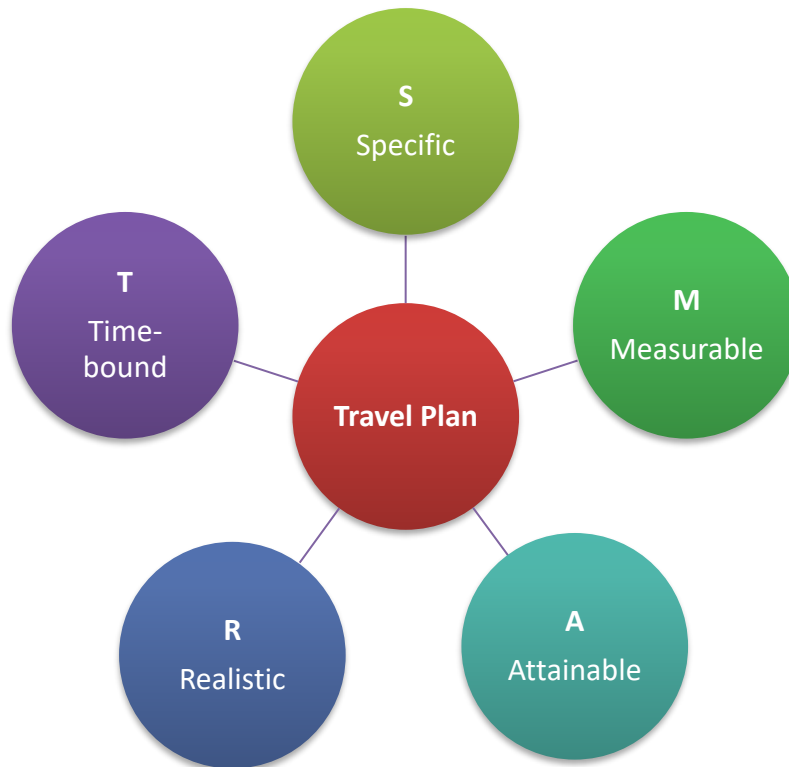 S
Specific
M
Measurable
A
Attainable
R
Realistic
T
Time-
bound
Travel Plan